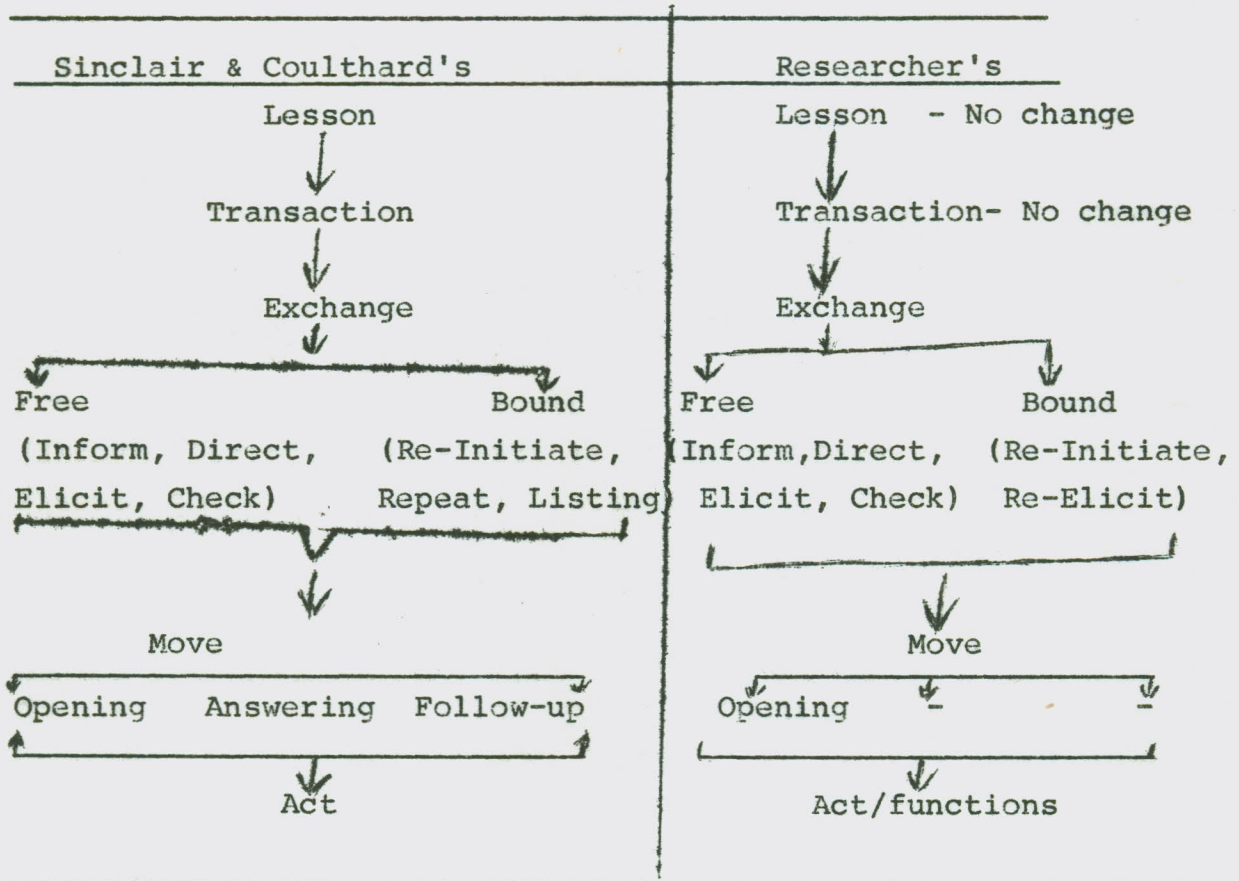 Sinclair & Coulthard's
Lesson
Transaction
Exchange
Free Bound
(Inform, Direct, (Re-Initiate,
Elicit, Check) Repeat, Listing)
Move
Opening Answering Follow-up
Act
Researcher's
Lesson - No change
Transaction- No change
Exchange
Free Bound
(Inform,Direct, (Re-Initiate,
Elicit, Check) Re-Elicit)
Move
Opening - -
Act/functions